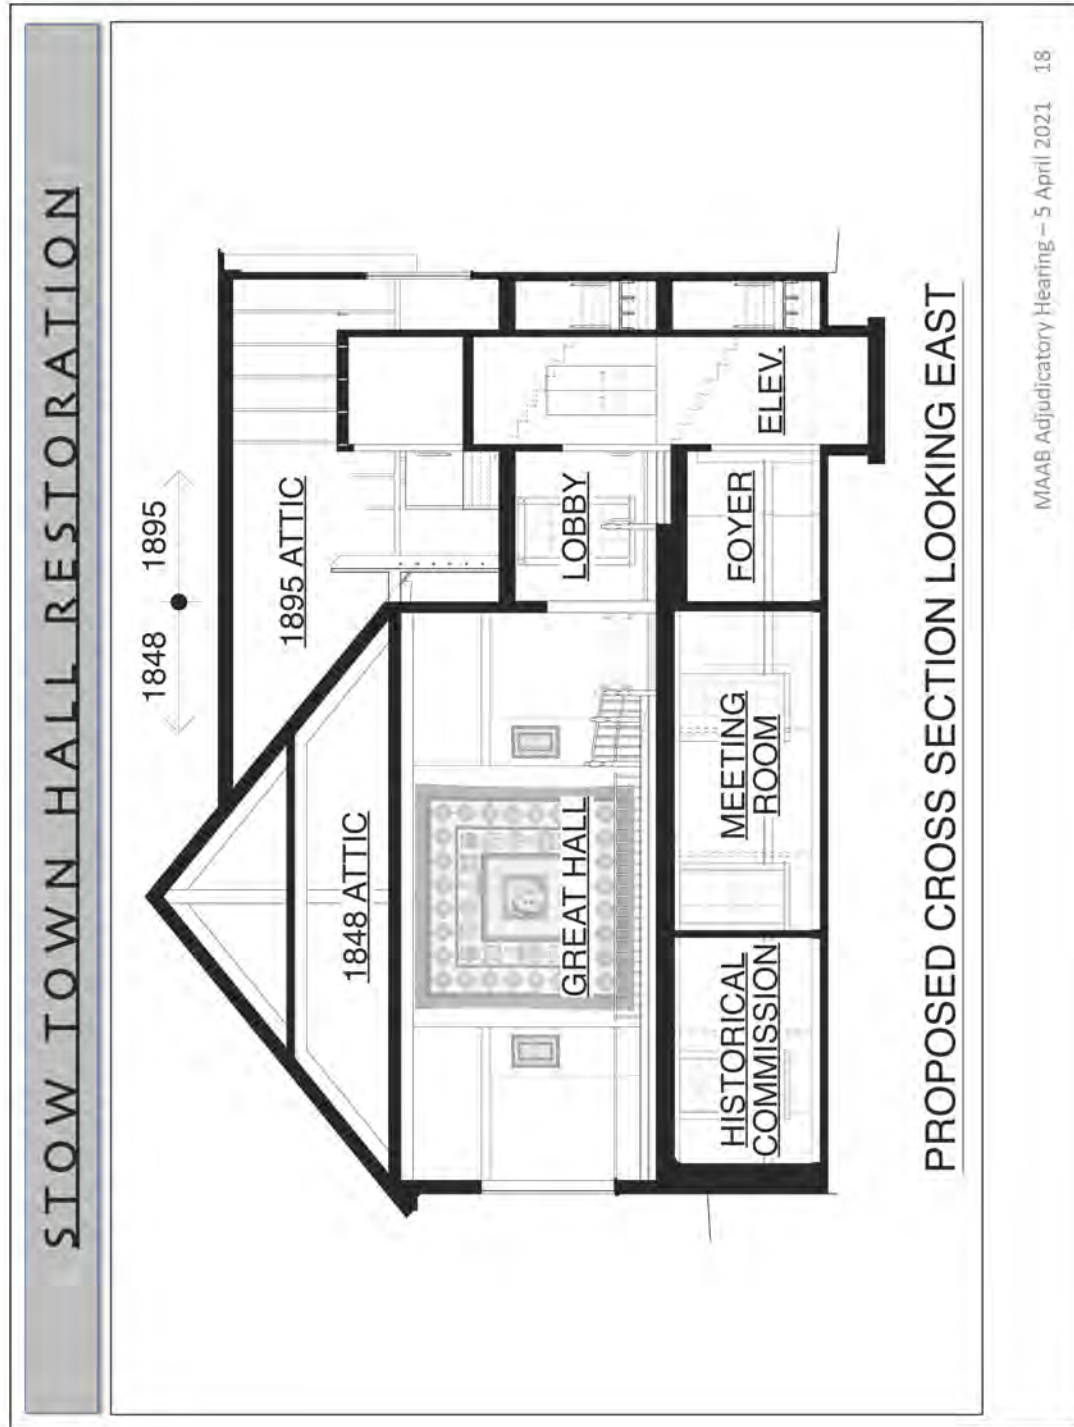 STOW TOWN HALL RESTORATION
1848
1895
1895 ATTIC
1848 ATTIC
GREAT HALL
LOBBY
HISTORICAL
COMMISSION
MEETING
ROOM
FOYER
ELEV.
PROPOSED CROSS SECTION LOOKING EAST
MAAB Adjudicatory Hearing – 5 April 2021 18